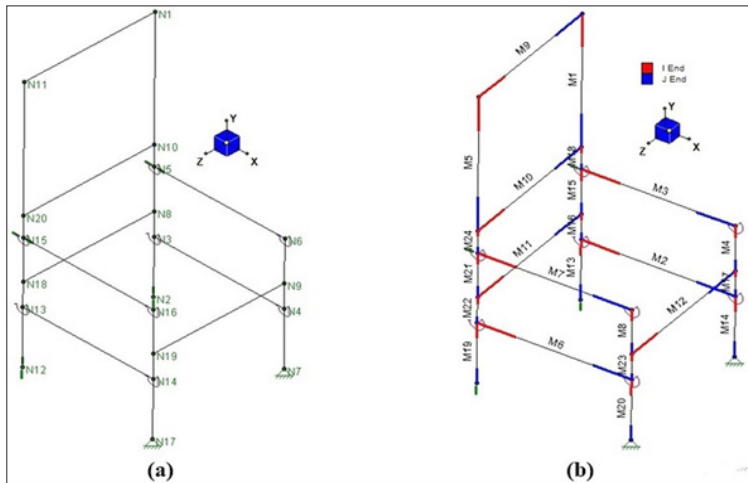 N1
N11
Y
Z
X
N10
N5
N20
N8
N15
N3
N6
N18
N9
N2
N13
N16
N4
N19
N12
N14
N7
N17
(a)
M9
I End
J End
M1
M5
Y
Z
X
M18
M10
M15
M3
M24
M16
M4
M11
M21
M7
M13
M2
M17
M22
M12
M14
M19
M8
M6
M23
M20
(b)